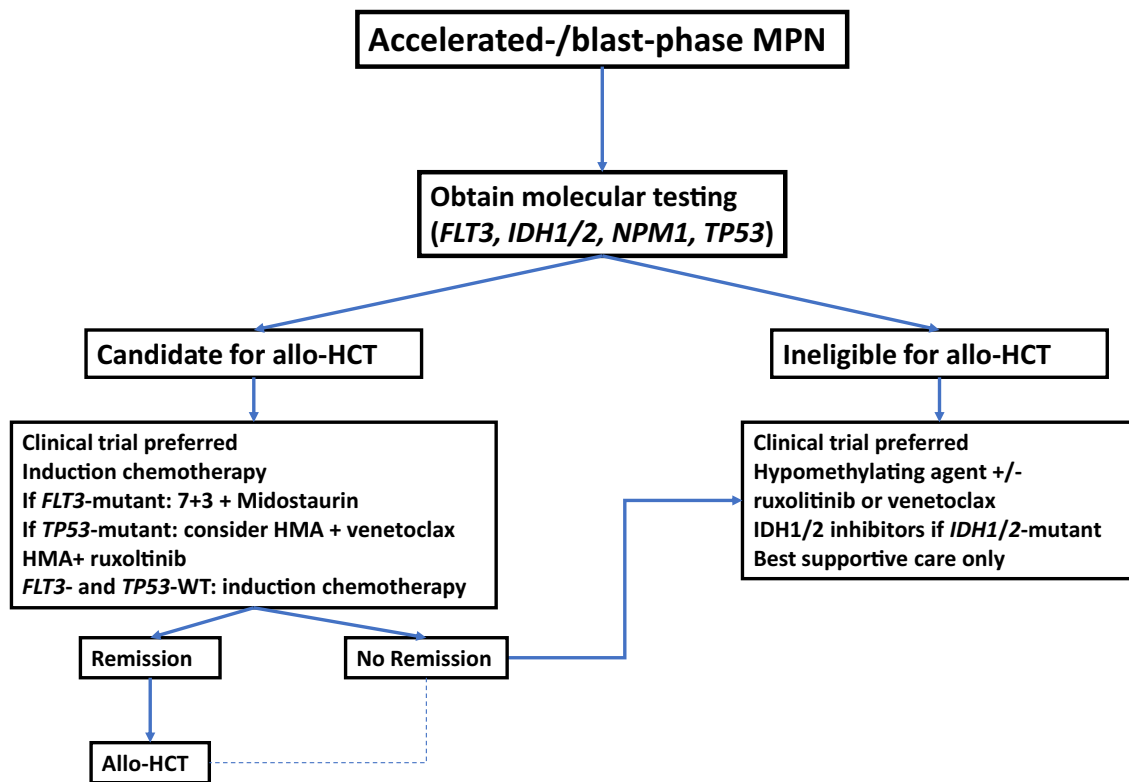 Accelerated-/blast-phase MPN
Obtain molecular testing
(FLT3, IDH1/2, NPM1, TP53)
Candidate for allo-HCT
Ineligible for allo-HCT
Clinical trial preferred
Induction chemotherapy
If FLT3-mutant: 7+3 + Midostaurin
If TP53-mutant: consider HMA + venetoclax
HMA+ ruxoltinib
FLT3- and TP53-WT: induction chemotherapy
Clinical trial preferred
Hypomethylating agent +/-
ruxolitinib or venetoclax
IDH1/2 inhibitors if IDH1/2-mutant
Best supportive care only
Remission
No Remission
Allo-HCT